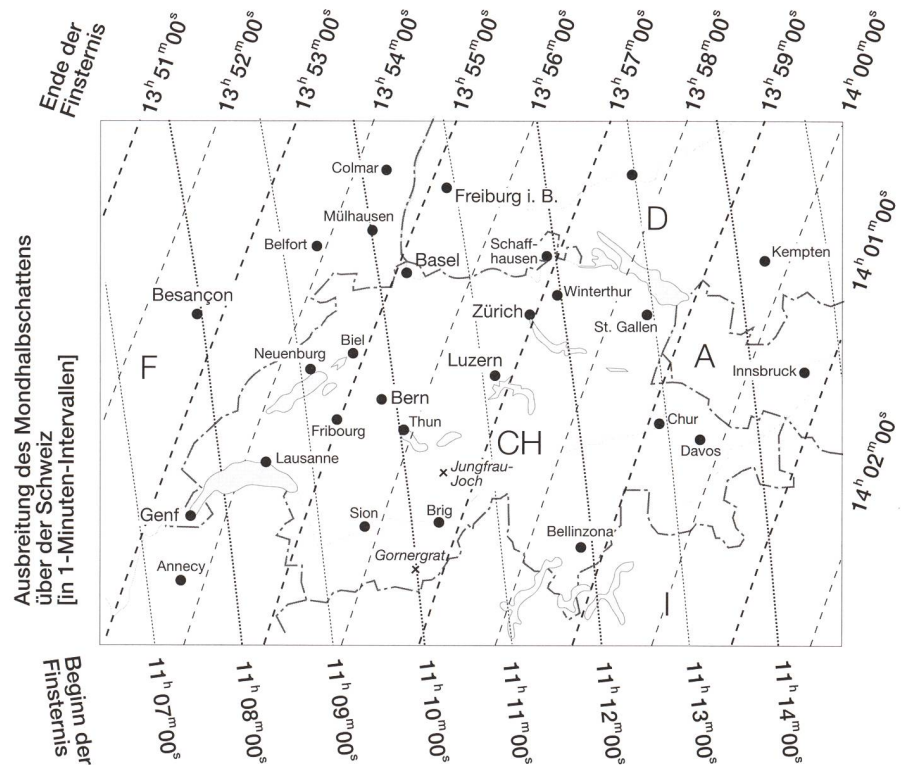 Ende der
Finsternis
13h 51m 00s
13h 52m 00s
13h 53m 00s
13h 54m 00s
13h 55m 00s
13h 56m 00s
13h 57m 00s
13h 58m 00s
13h 59m 00s
14h 00m 00s
14h 01m 00s
14h 02m 00s
Ausbreitung des Mondhalbschattens
über der Schweiz
[in 1-Minuten-Intervallen]
Colmar
Freiburg i. B.
D
Mülhausen
Belfort
Schaff-
hausen
Basel
Kempten
Besançon
Winterthur
Zürich
St. Gallen
Biel
Neuenburg
F
Luzern
A
Innsbruck
Bern
Fribourg
Thun
CH
Chur
Davos
Lausanne
Jungfrau-
Joch
Genf
Sion
Brig
Bellinzona
Gornergrat
Annecy
I
Beginn der
Finsternis
11h 07m 00s
11h 08m 00s
11h 09m 00s
11h 10m 00s
11h 11m 00s
11h 12m 00s
11h 13m 00s
11h 14m 00s